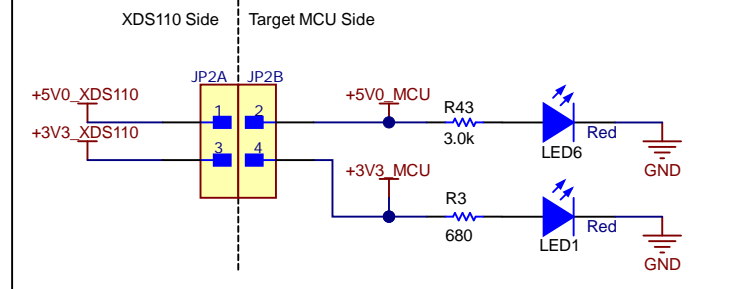 XDS110 Side Target MCU Side
JP2A JP2B
+5V0_XDS110 +5V0_MCU
1 2 R43
3.0k Red
LED6
+3V3_XDS110 GND
3 4
+3V3_MCU
R3
680 Red
LED1
GND